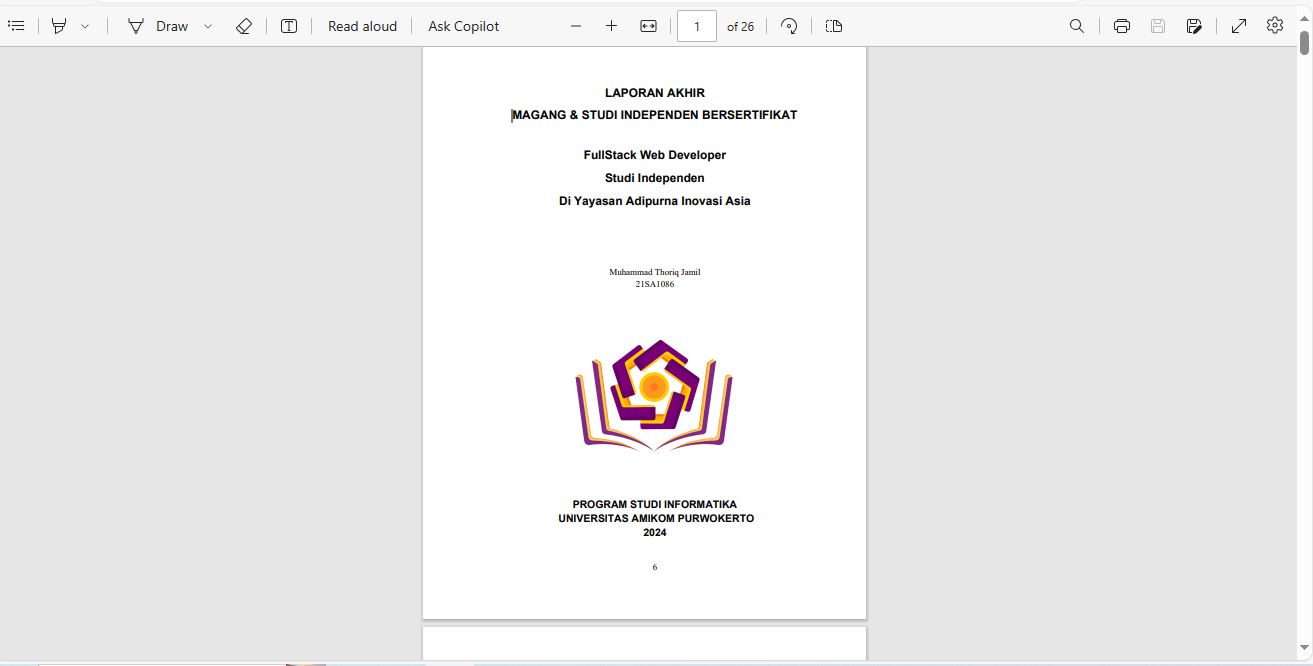 Draw
Read aloud
Ask Copilot
1 of 26
LAPORAN AKHIR
MAGANG & STUDI INDEPENDEN BERSERTIFIKAT
FullStack Web Developer
Studi Independen
Di Yayasan Adipurna Inovasi Asia
Muhammad Thoriq Jamil
21SA1086
PROGRAM STUDI INFORMATIKA
UNIVERSITAS AMIKOM PURWOKERTO
2024
6